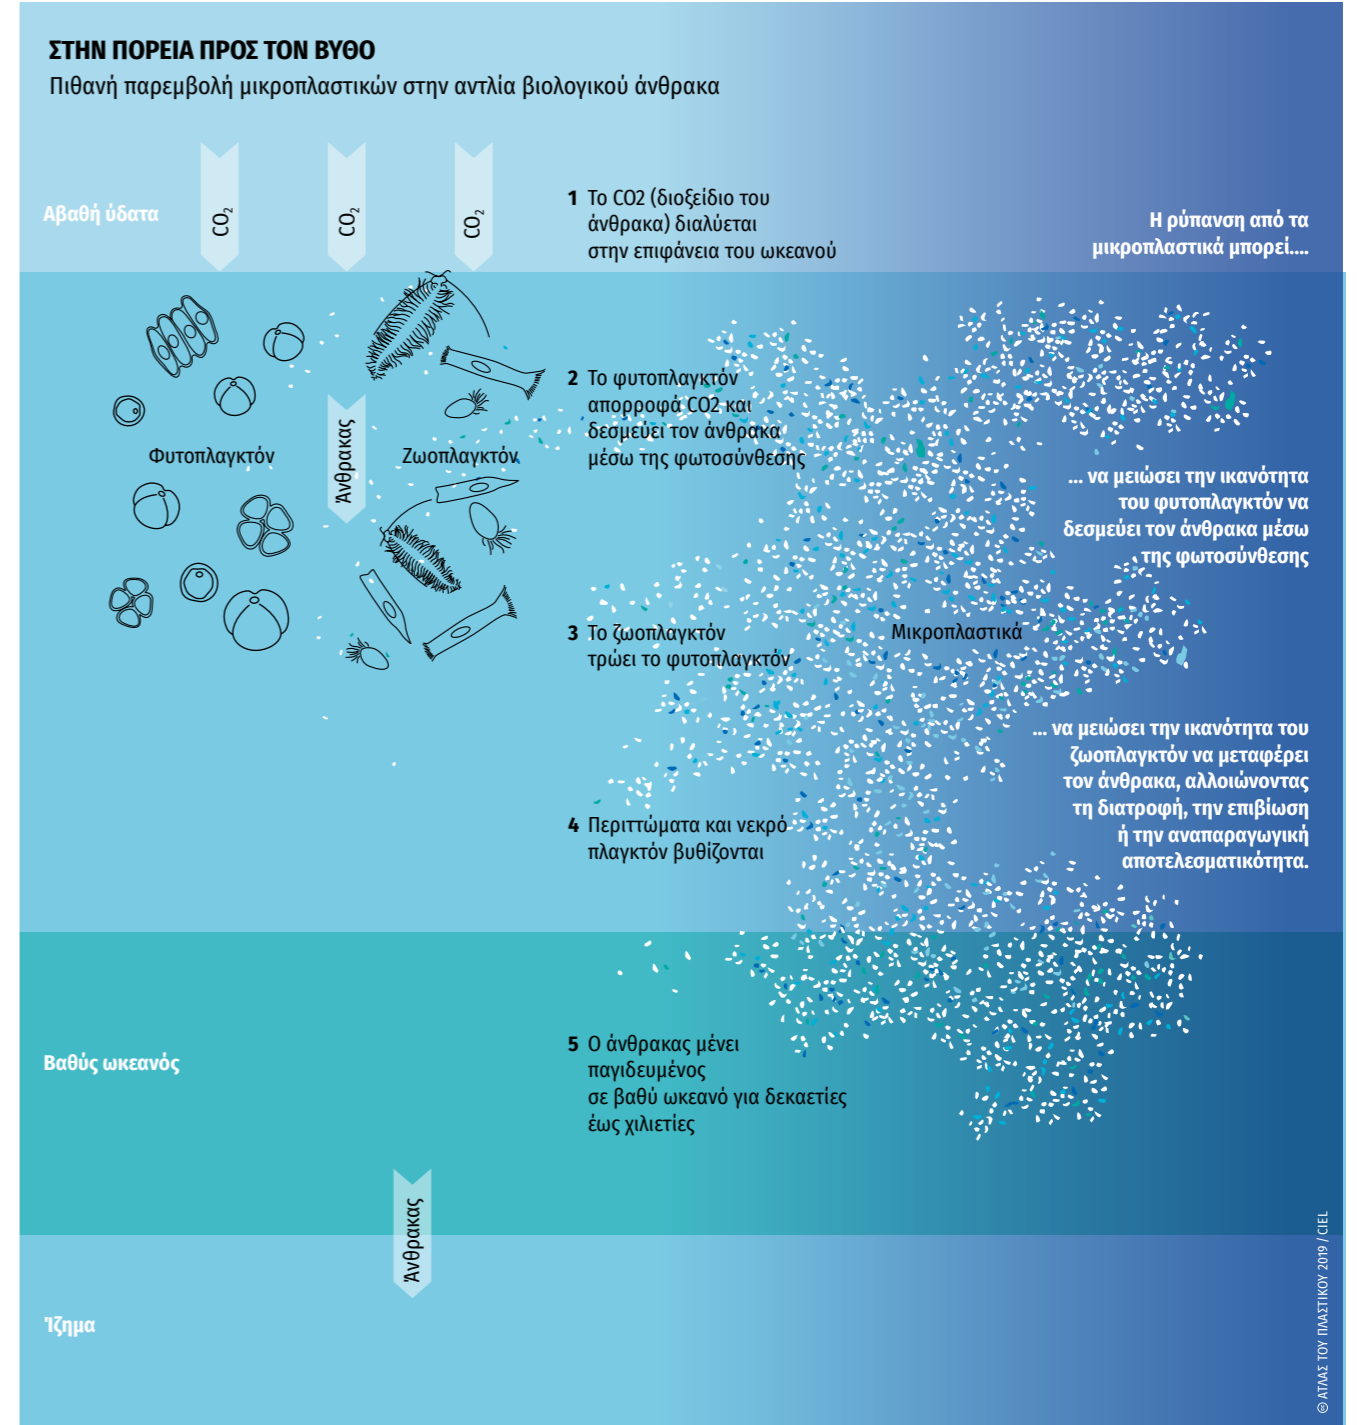 ΣΤΗΝ ΠΟΡΕΙΑ ΠΡΟΣ ΤΟΝ ΒΥΘΟ
Πιθανή παρεμβολή μικροπλαστικών στην αντλία βιολογικού άνθρακα
Αβαθή ύδατα
CO2
CO2
CO2
1 Το CO2 (διοξείδιο του
άνθρακα) διαλύεται
στην επιφάνεια του ωκεανού
Η ρύπανση από τα
μικροπλαστικά μπορεί....
2 Το φυτοπλαγκτόν
απορροφά CO2 και
δεσμεύει τον άνθρακα
μέσω της φωτοσύνθεσης
Φυτοπλαγκτόν
Άνθρακας
Ζωοπλαγκτόν
... να μειώσει την ικανότητα
του φυτοπλαγκτόν να
δεσμεύει τον άνθρακα μέσω
της φωτοσύνθεσης
3 Το ζωοπλαγκτόν
τρώει το φυτοπλαγκτόν
Μικροπλαστικά
... να μειώσει την ικανότητα του
ζωοπλαγκτόν να μεταφέρει
τον άνθρακα, αλλοιώνοντας
τη διατροφή, την επιβίωση
ή την αναπαραγωγική
αποτελεσματικότητα.
4 Περιττώματα και νεκρό
πλαγκτόν βυθίζονται
Βαθύς ωκεανός
5 Ο άνθρακας μένει
παγιδευμένος
σε βαθύ ωκεανό για δεκαετίες
έως χιλιετίες
Άνθρακας
Ίζημα
ΑΤΛΑΣ ΤΟΥ ΠΛΑΣΤΙΚΟΥ 2019 / CIEL